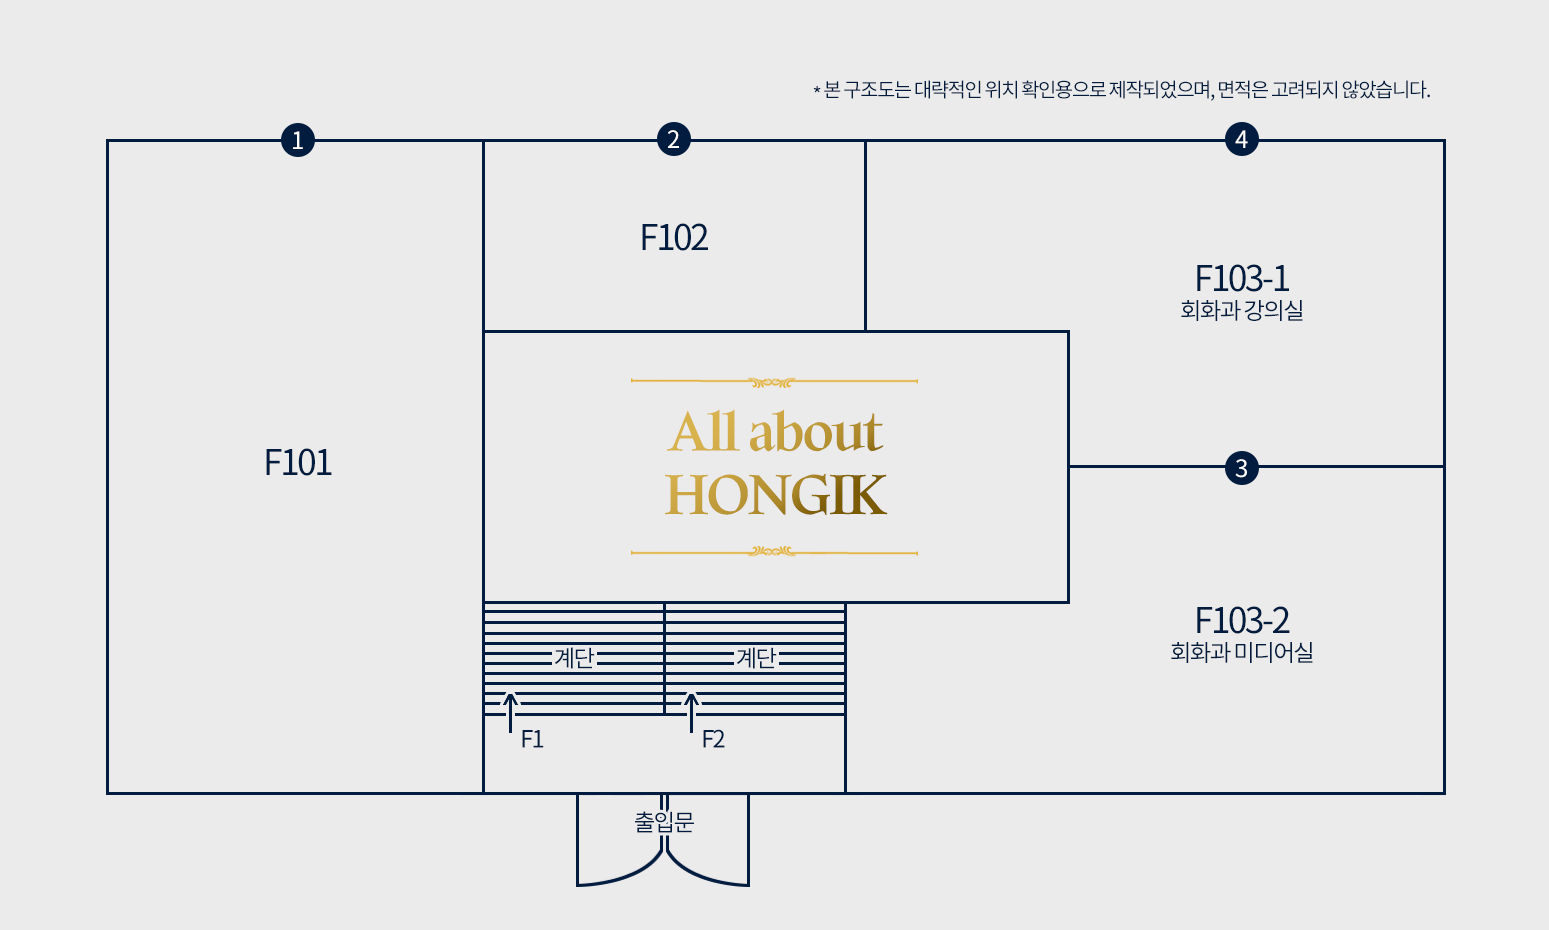 * 본 구조도는 대략적인 위치 확인용으로 제작되었으며, 면적은 고려되지 않았습니다.
1
2
4
F102
F103-1
회화과 강의실
All about
HONGIK
F101
3
F103-2
회화과 미디어실
계단
계단
F1
F2
출입문